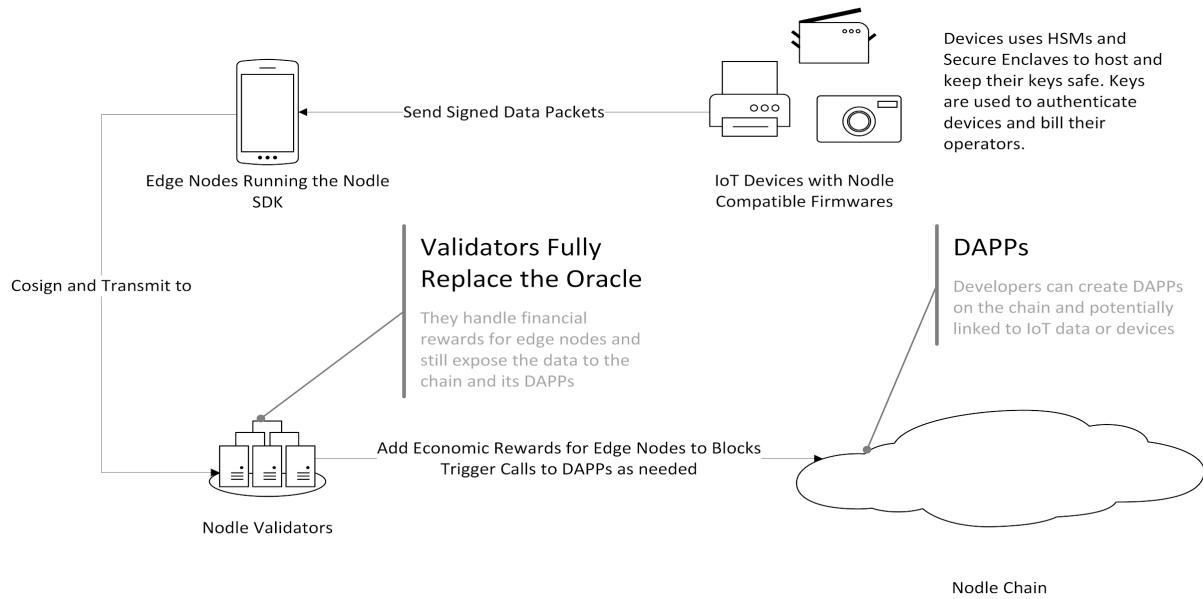 Devices uses HSMs and
Secure Enclaves to host and
keep their keys safe. Keys
are used to authenticate
devices and bill their
operators.
Send Signed Data Packets
Edge Nodes Running the Nodle
SDK
IoT Devices with Nodle
Compatible Firmwares
Validators Fully
Replace the Oracle
They handle financial
rewards for edge nodes and
still expose the data to the
chain and its DAPPs
DAPPs
Developers can create DAPPs
on the chain and potentially
linked to IoT data or devices
Cosign and Transmit to
Add Economic Rewards for Edge Nodes to Blocks
Trigger Calls to DAPPs as needed
Nodle Validators
Nodle Chain